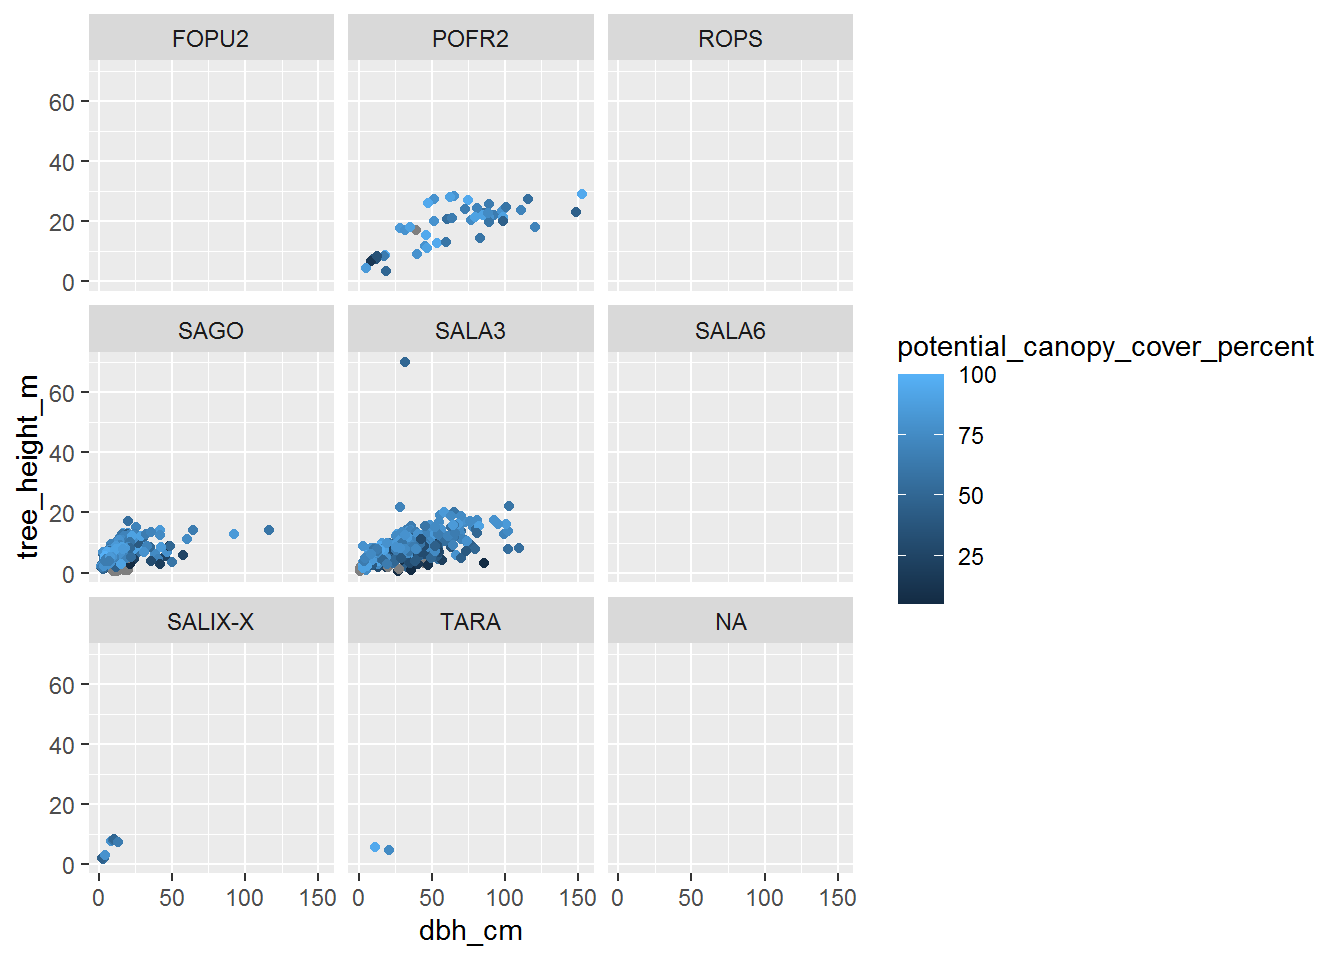 FOPU2 POFR2 ROPS
60
40
20
0
SAGO SALA3 SALA6
60
40
20
0
SALIX-X TARA NA
60
40
20
0
0 50 100 150 0 50 100 150 0 50 100 150
dbh_cm
tree_height_m
potential_canopy_cover_percent
100
75
50
25